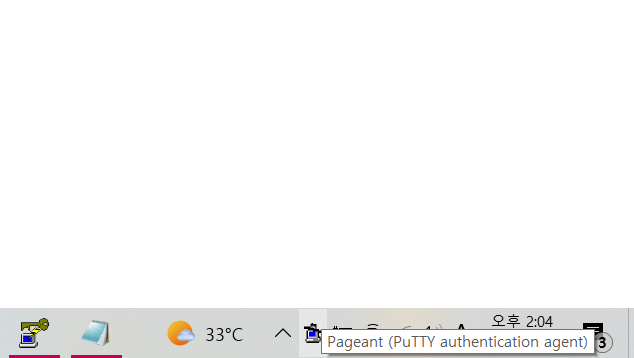 33°C
오후 2:04
Pageant (PuTTY authentication agent)
3